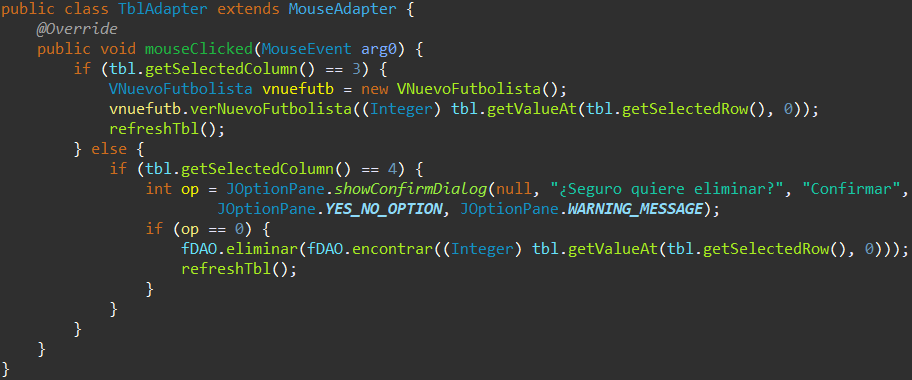 public class TblAdapter extends MouseAdapter {
    @Override
    public void mouseClicked(MouseEvent arg0) {
        if (tbl.getSelectedColumn() == 3) {
            VNuevoFutbolista vnuefutb = new VNuevoFutbolista();
            vnuefutb.verNuevoFutbolista((Integer) tbl.getValueAt(tbl.getSelectedRow(), 0));
            refreshTbl();
        } else {
            if (tbl.getSelectedColumn() == 4) {
                int op = JOptionPane.showConfirmDialog(null, "¿Seguro quiere eliminar?", "Confirmar",
                        JOptionPane.YES_NO_OPTION, JOptionPane.WARNING_MESSAGE);
                if (op == 0) {
                    fDAO.eliminar(fDAO.encontrar((Integer) tbl.getValueAt(tbl.getSelectedRow(), 0)));
                    refreshTbl();
                }
            }
        }
    }
}